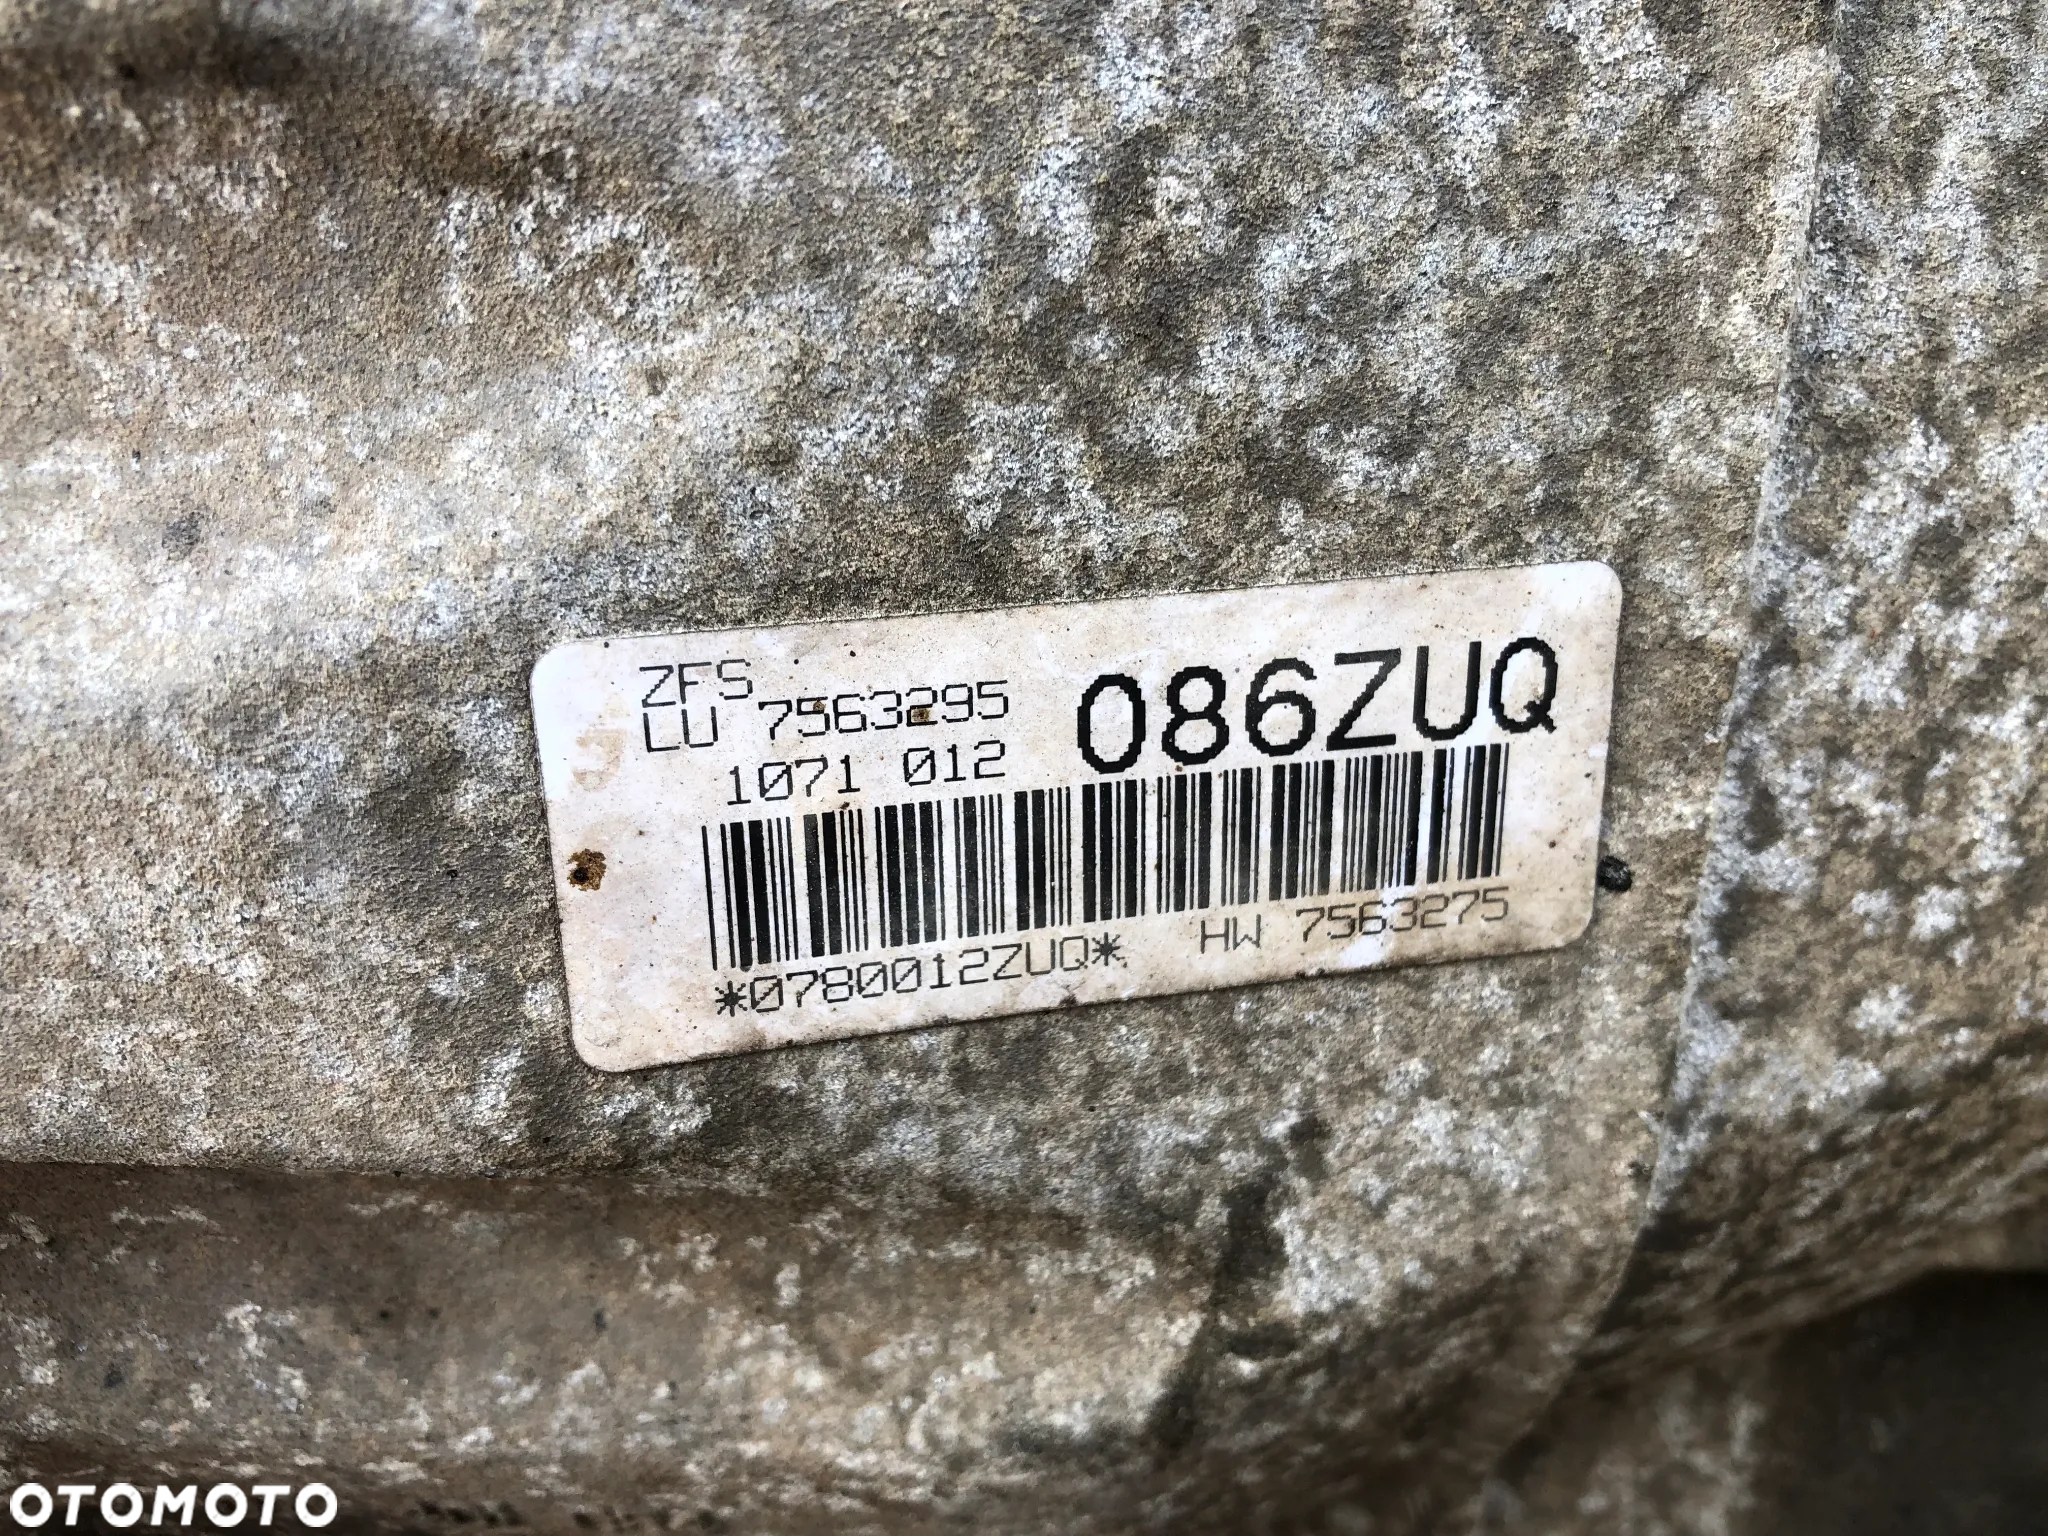 ZFS
LU 7563295
1071 012
086ZUQ
*0780012ZUQ*
HW 7563275
OTOMOTO